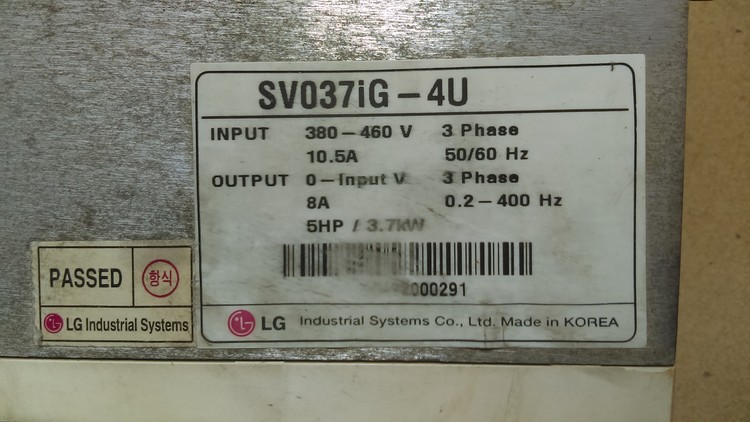 SV037iG-4U
INPUT 380-460 V 3 Phase
10.5A 50/60 Hz
OUTPUT 0-Input V 3 Phase
8A 0.2-400 Hz
5HP / 3.7kW
000291
LG Industrial Systems Co., Ltd. Made in KOREA
PASSED
LG Industrial Systems